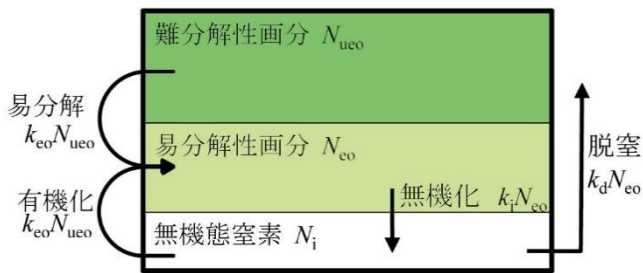 難分解性画分 Nueo
易分解
keoNueo
易分解性画分 Neo
有機化
keoNueo
無機化 kiNeo
無機態窒素 Ni
脱窒
kdNeo